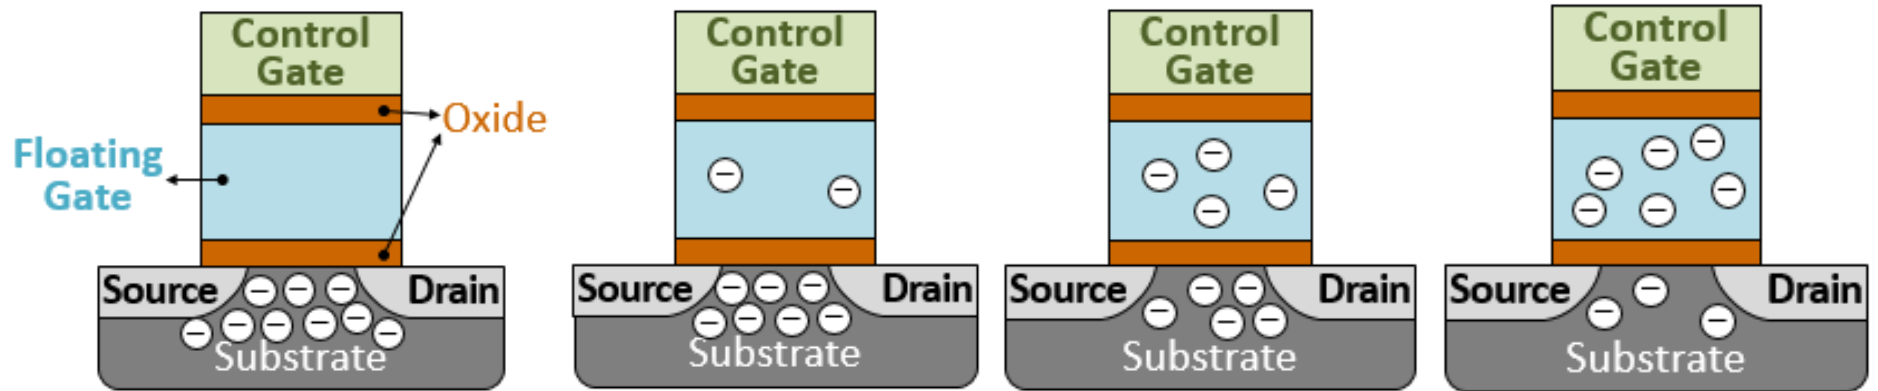 Control
Gate
Oxide
Floating
Gate
Source
Drain
Substrate
Control
Gate
Source
Drain
Substrate
Control
Gate
Source
Drain
Substrate
Control
Gate
Source
Drain
Substrate